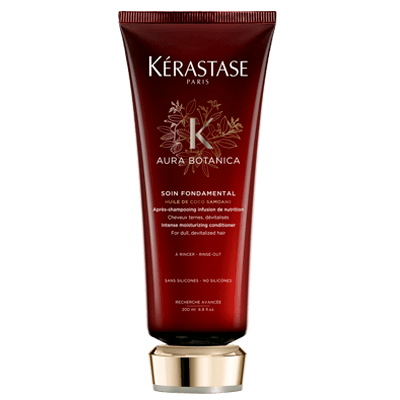 KÉRASTASE
PARIS
K
AURA BOTANICA
SOIN FONDAMENTAL
HUILE DE COCO SAMOANI
Après-shampooing infusion de nutrition
Cheveux ternes, dévitalisés
Intense moisturizing conditioner
For dull, devitalized hair
À RINCER - RINSE-OUT
SANS SILICONES - NO SILICONES
RECHERCHE AVANCÉE
200 ml 6.8 fl.oz